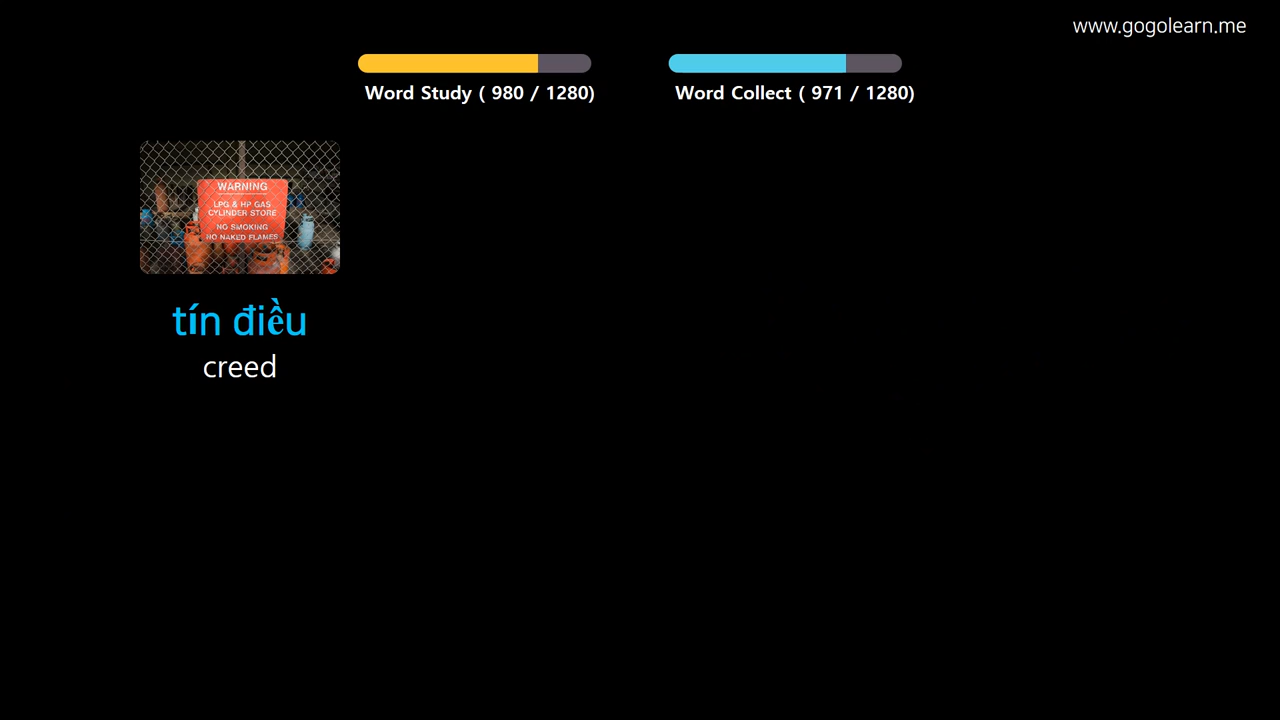 www.gogolearn.me
Word Study ( 980 / 1280)
Word Collect ( 971 / 1280)
WARNING
LPG & HP GAS
CYLINDER STORE
NO SMOKING
NO NAKED FLAMES
tín điều
creed